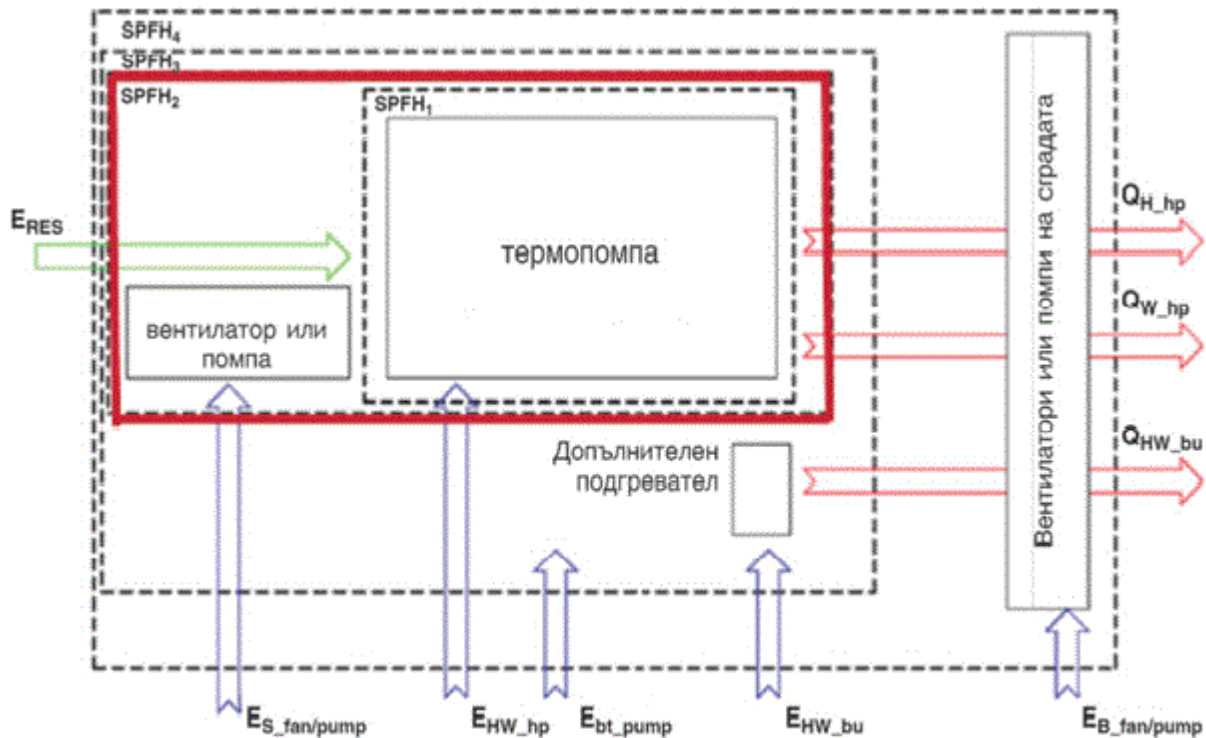 SPFH4
SPFH3
SPFH2
SPFH1
ERES
термопомпа
вентилатор или
помпа
Допълнителен
подгревател
Вентилатори или помпи на сградата
QH_hp
QW_hp
QHW_bu
ES_fan/pump
EHW_hp
Ebt_pump
EHW_bu
EB_fan/pump